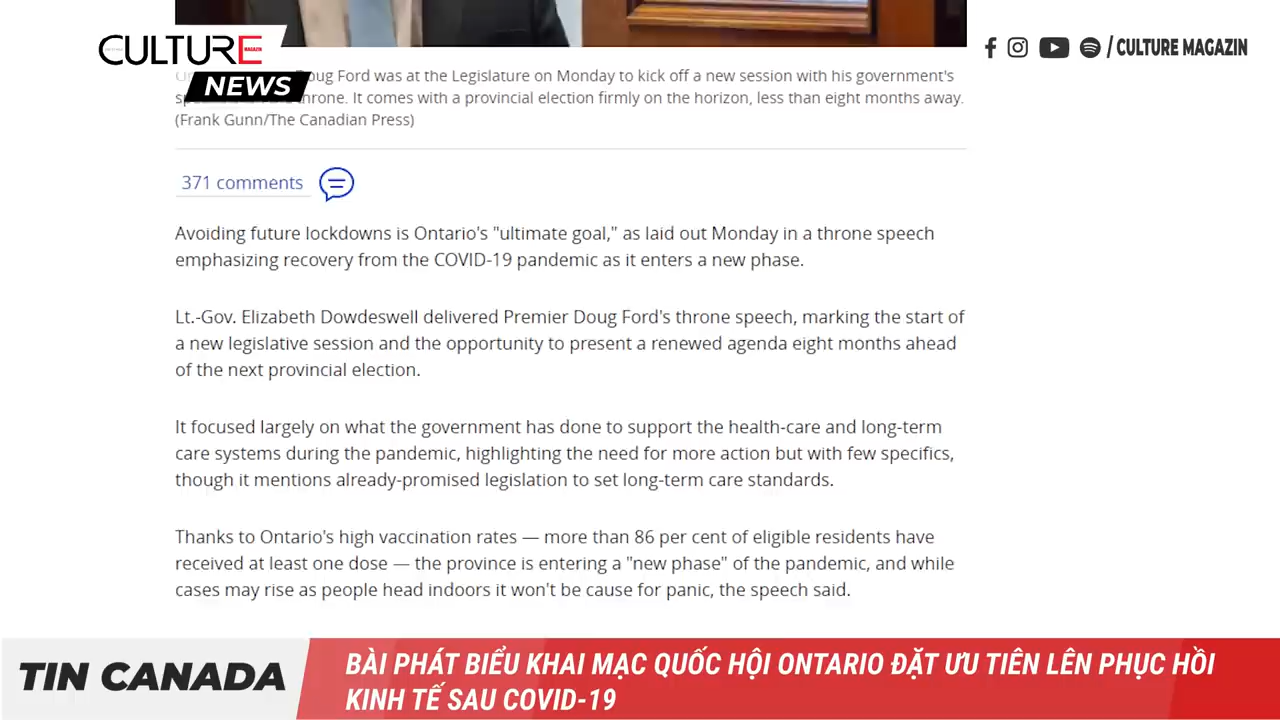 CULTURE
MAGAZIN
NEWS
/ CULTURE MAGAZIN
Doug Ford was at the Legislature on Monday to kick off a new session with his government's
throne. It comes with a provincial election firmly on the horizon, less than eight months away.
(Frank Gunn/The Canadian Press)
371 comments
Avoiding future lockdowns is Ontario's "ultimate goal," as laid out Monday in a throne speech
emphasizing recovery from the COVID-19 pandemic as it enters a new phase.
Lt.-Gov. Elizabeth Dowdeswell delivered Premier Doug Ford's throne speech, marking the start of
a new legislative session and the opportunity to present a renewed agenda eight months ahead
of the next provincial election.
It focused largely on what the government has done to support the health-care and long-term
care systems during the pandemic, highlighting the need for more action but with few specifics,
though it mentions already-promised legislation to set long-term care standards.
Thanks to Ontario's high vaccination rates — more than 86 per cent of eligible residents have
received at least one dose — the province is entering a "new phase" of the pandemic, and while
cases may rise as people head indoors it won't be cause for panic, the speech said.
TIN CANADA
BÀI PHÁT BIỂU KHAI MẠC QUỐC HỘI ONTARIO ĐẶT ƯU TIÊN LÊN PHỤC HỒI
KINH TẾ SAU COVID-19